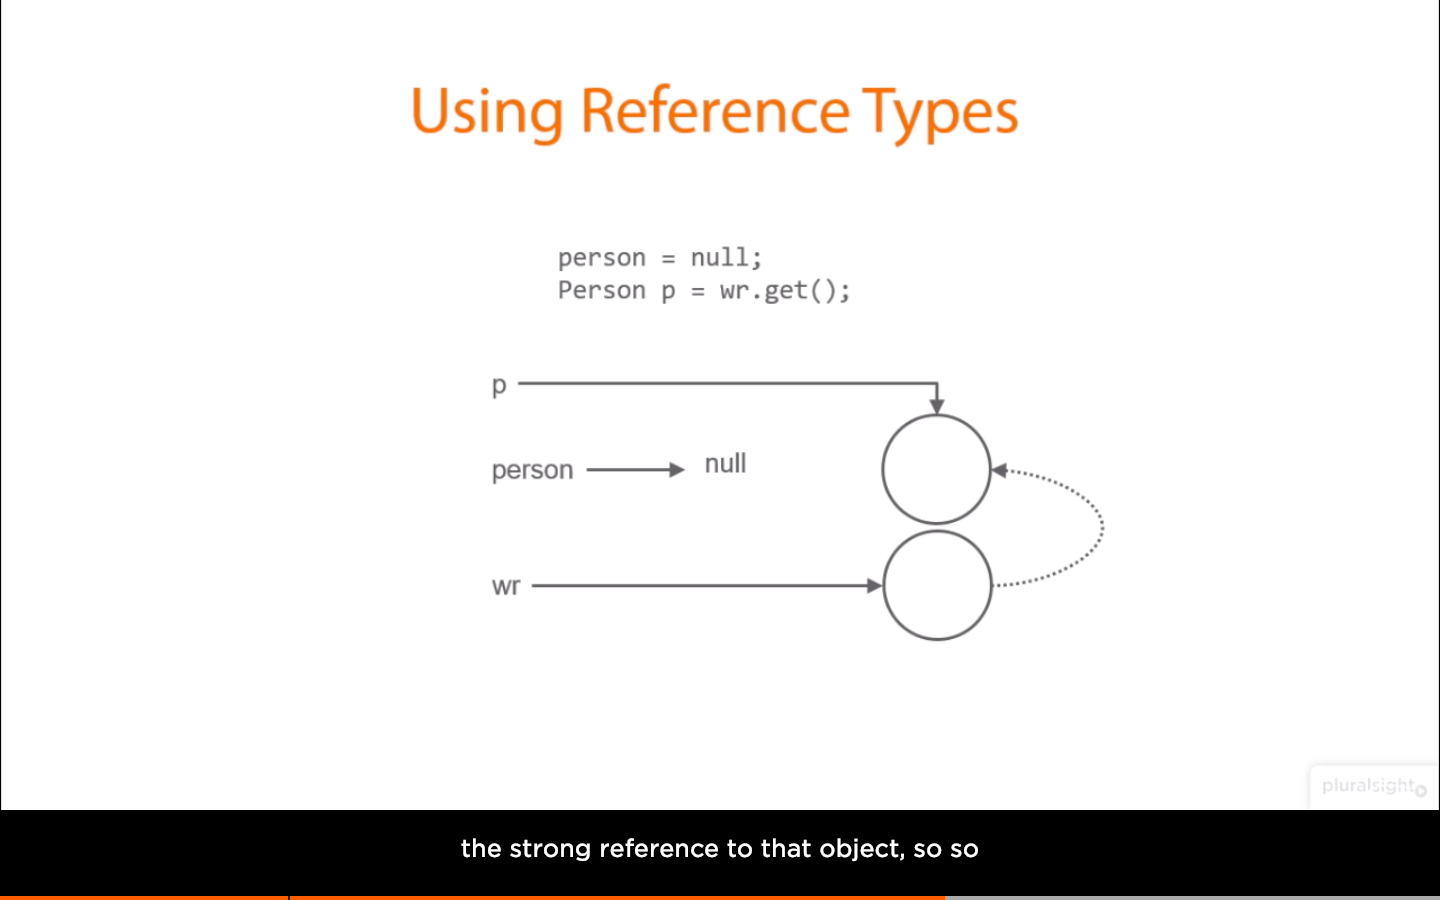 Using Reference Types
person = null;
Person p = wr.get();
p
person
null
wr
pluralsight
the strong reference to that object, so so